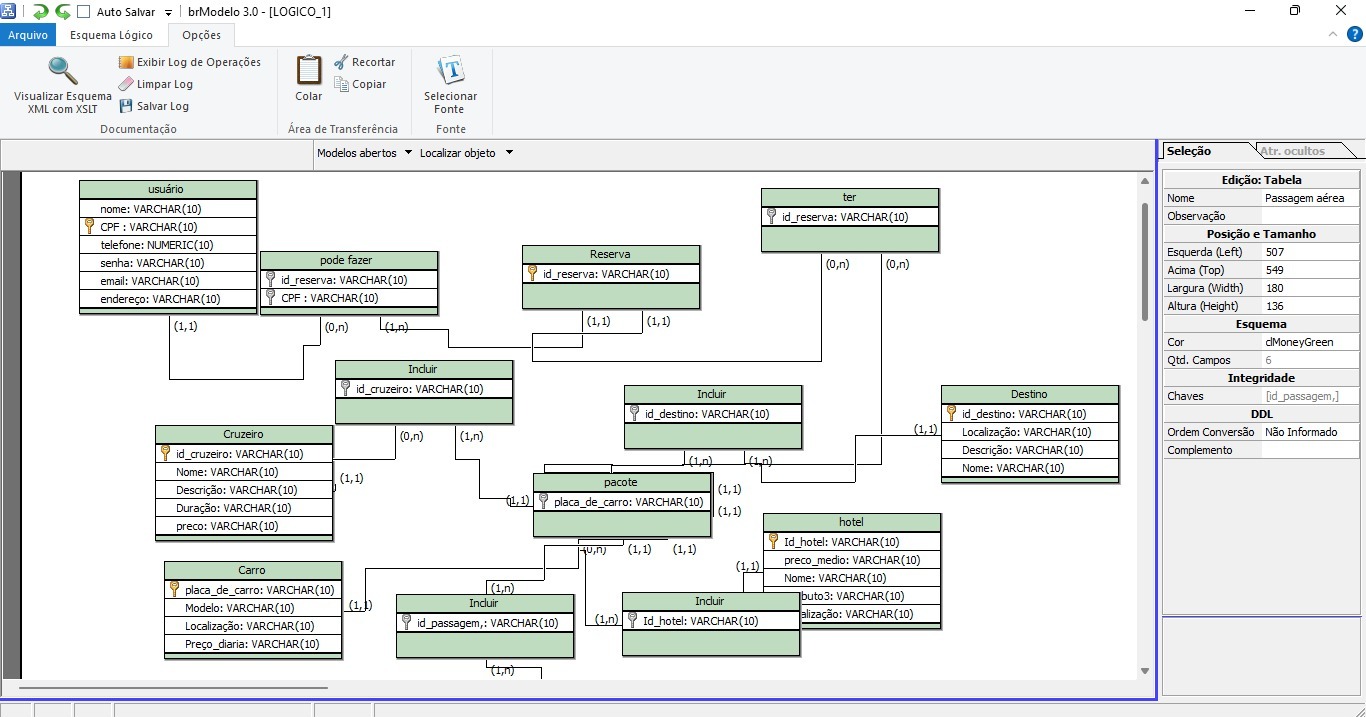 Auto Salvar
brModelo 3.0 - [LOGICO_1]
Arquivo
Esquema Lógico
Opções
Visualizar Esquema
XML com XSLT
Exibir Log de Operações
Limpar Log
Salvar Log
Documentação
Colar
Recortar
Copiar
Área de Transferência
Selecionar
Fonte
Fonte
Modelos abertos
Localizar objeto
usuário
nome: VARCHAR(10)
CPF : VARCHAR(10)
telefone: NUMERIC(10)
senha: VARCHAR(10)
email: VARCHAR(10)
endereço: VARCHAR(10)
(1,1)
pode fazer
id_reserva: VARCHAR(10)
CPF : VARCHAR(10)
(0,n)
(1,n)
Reserva
id_reserva: VARCHAR(10)
(1,1)
(1,1)
ter
id_reserva: VARCHAR(10)
(0,n)
(0,n)
Incluir
id_cruzeiro: VARCHAR(10)
(0,n)
(1,n)
Incluir
id_destino: VARCHAR(10)
(1,n)
(1,n)
Destino
id_destino: VARCHAR(10)
Localização: VARCHAR(10)
Descrição: VARCHAR(10)
Nome: VARCHAR(10)
(1,1)
Cruzeiro
id_cruzeiro: VARCHAR(10)
Nome: VARCHAR(10)
Descrição: VARCHAR(10)
Duração: VARCHAR(10)
preco: VARCHAR(10)
(1,1)
pacote
placa_de_carro: VARCHAR(10)
(1,1)
(1,1)
(1,1)
(0,n)
(1,1)
(1,1)
hotel
Id_hotel: VARCHAR(10)
preco_medio: VARCHAR(10)
Nome: VARCHAR(10)
buto3: VARCHAR(10)
alização: VARCHAR(10)
(1,1)
Carro
placa_de_carro: VARCHAR(10)
Modelo: VARCHAR(10)
Localização: VARCHAR(10)
Preço_diaria: VARCHAR(10)
(1,1)
(1,n)
Incluir
id_passagem,: VARCHAR(10)
(1,n)
(1,n)
Incluir
Id_hotel: VARCHAR(10)
Seleção
Atr. ocultos
Edição: Tabela
Nome Passagem aérea
Observação
Posição e Tamanho
Esquerda (Left) 507
Acima (Top) 549
Largura (Width) 180
Altura (Height) 136
Esquema
Cor clMoneyGreen
Qtd. Campos 6
Integridade
Chaves [id_passagem,]
DDL
Ordem Conversão Não Informado
Complemento